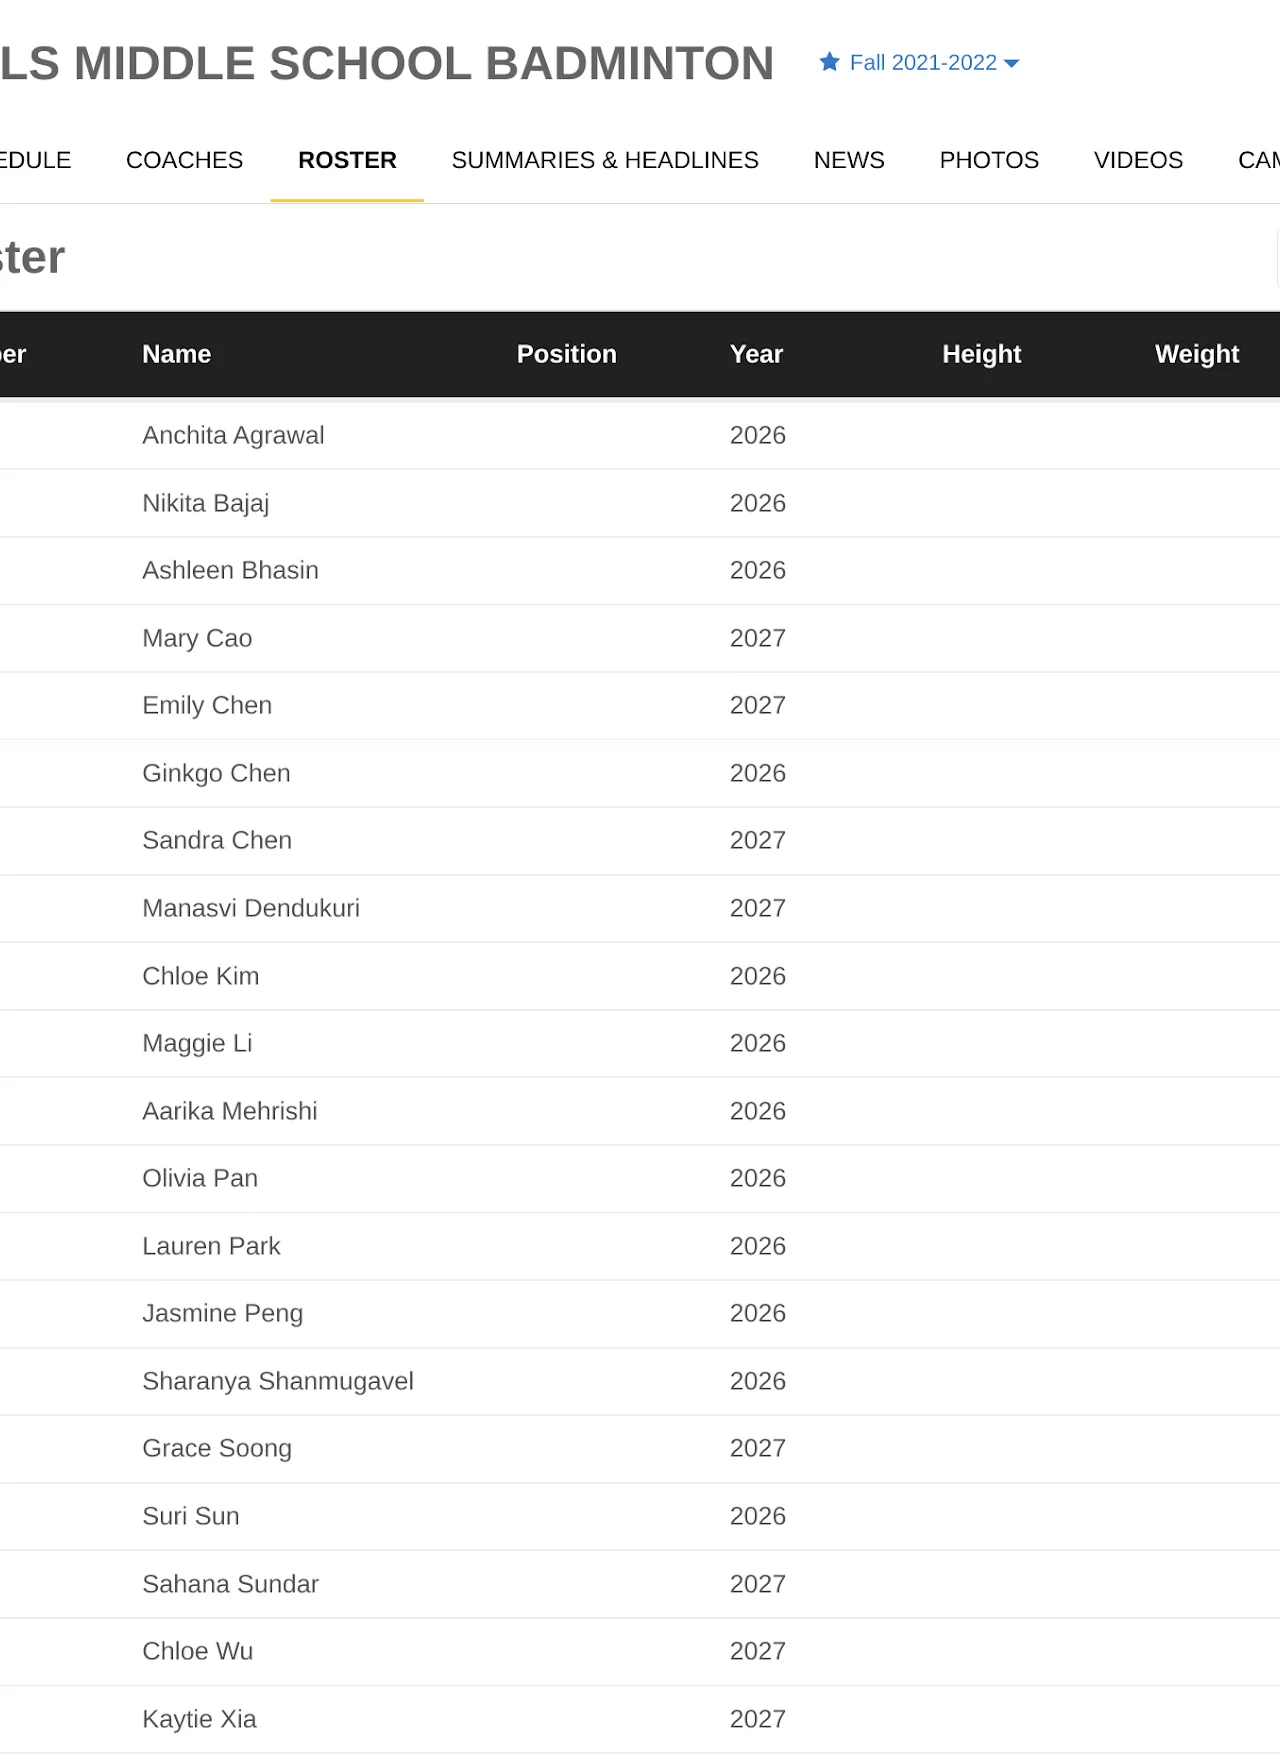 LS MIDDLE SCHOOL BADMINTON Fall 2021-2022
EDULE COACHES ROSTER SUMMARIES & HEADLINES NEWS PHOTOS VIDEOS CAM
ster
er Name Position Year Height Weight
Anchita Agrawal 2026
Nikita Bajaj 2026
Ashleen Bhasin 2026
Mary Cao 2027
Emily Chen 2027
Ginkgo Chen 2026
Sandra Chen 2027
Manasvi Dendukuri 2027
Chloe Kim 2026
Maggie Li 2026
Aarika Mehrishi 2026
Olivia Pan 2026
Lauren Park 2026
Jasmine Peng 2026
Sharanya Shanmugavel 2026
Grace Soong 2027
Suri Sun 2026
Sahana Sundar 2027
Chloe Wu 2027
Kaytie Xia 2027